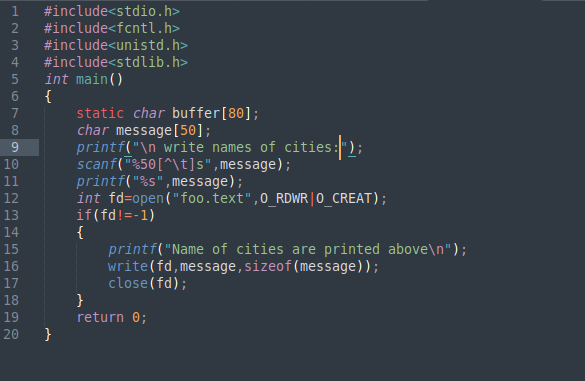 1 #include<stdio.h>
2 #include<fcntl.h>
3 #include<unistd.h>
4 #include<stdlib.h>
5 int main()
6 {
7 static char buffer[80];
8 char message[50];
9 printf("\n write names of cities:");
10 scanf("%50[^\t]s",message);
11 printf("%s",message);
12 int fd=open("foo.text",O_RDWR|O_CREAT);
13 if(fd!=-1)
14 {
15 printf("Name of cities are printed above\n");
16 write(fd,message,sizeof(message));
17 close(fd);
18 }
19 return 0;
20 }